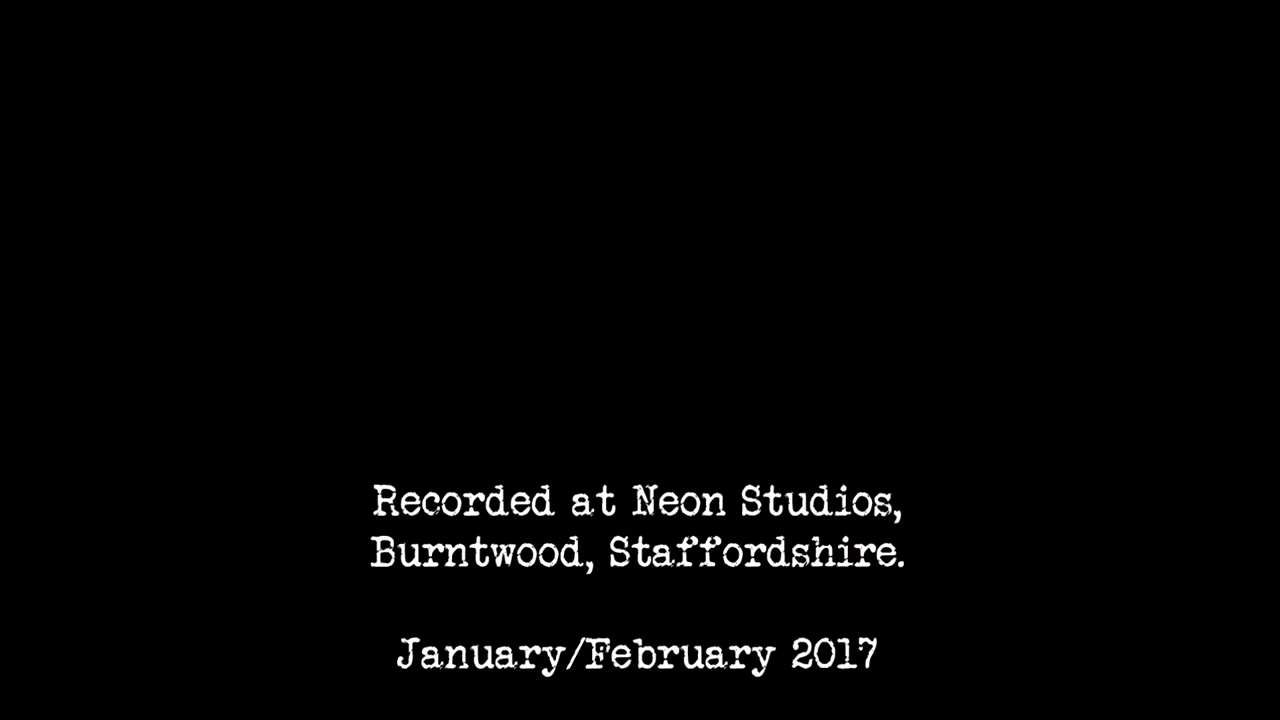 Recorded at Neon Studios,
Burntwood, Staffordshire.
January/February 2017